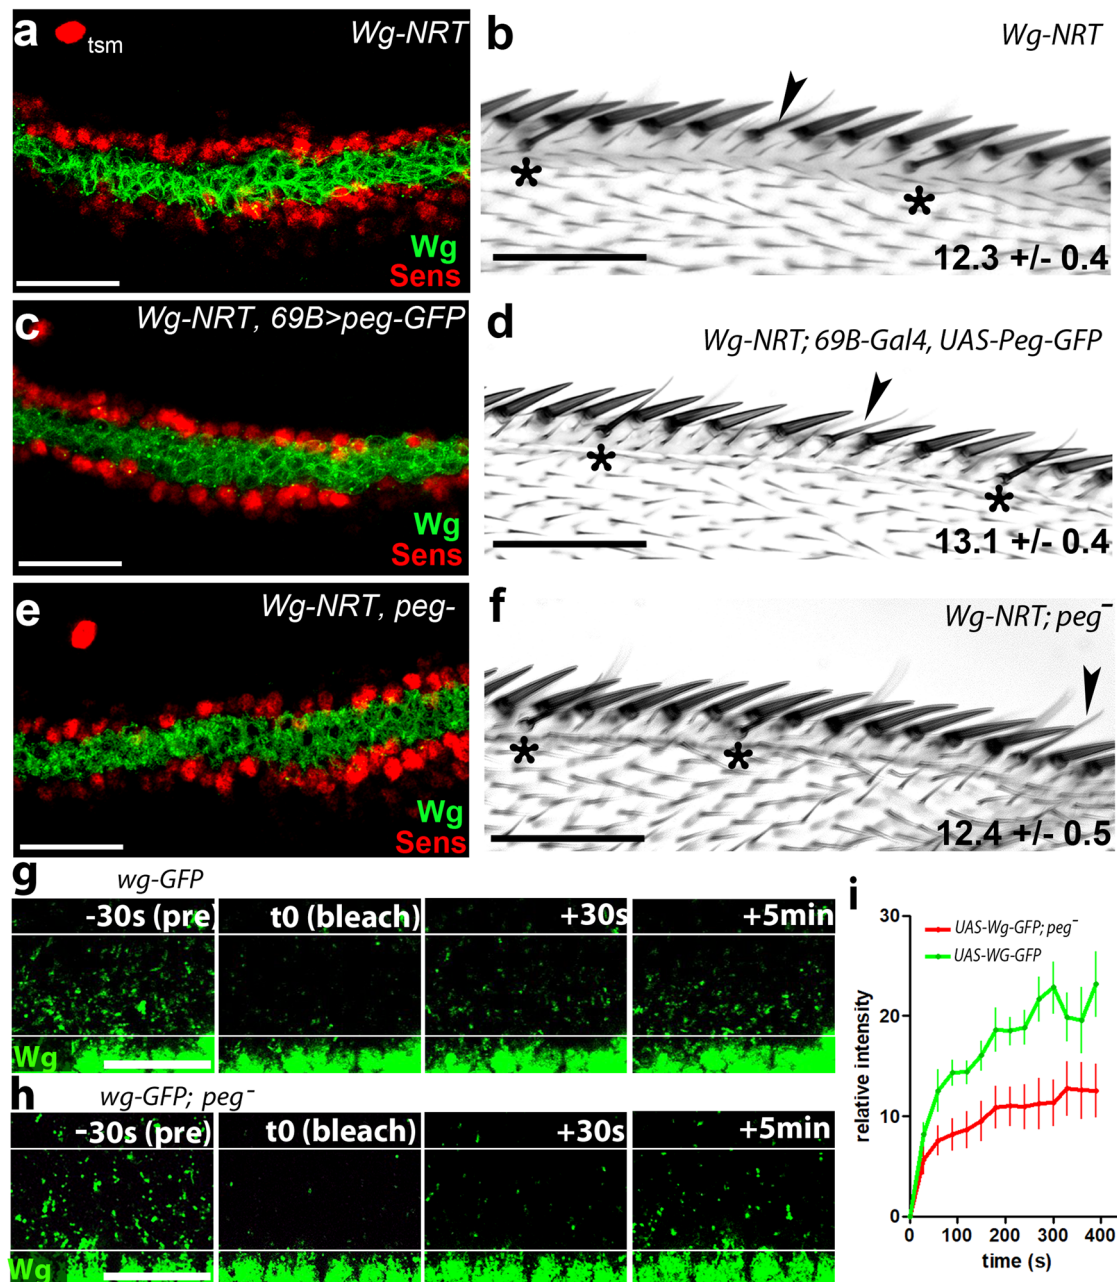 a
tsm
Wg-NRT
Wg
Sens
b
Wg-NRT
*
*
12.3 +/- 0.4
c
Wg-NRT, 69B>peg-GFP
Wg
Sens
d
Wg-NRT; 69B-Gal4, UAS-Peg-GFP
*
*
13.1 +/- 0.4
e
Wg-NRT, peg-
Wg
Sens
f
Wg-NRT; peg⁻
*
*
12.4 +/- 0.5
g
wg-GFP
-30s (pre)
t0 (bleach)
+30s
+5min
Wg
h
wg-GFP; peg⁻
-30s (pre)
t0 (bleach)
+30s
+5min
Wg
i
UAS-Wg-GFP; peg⁻
UAS-WG-GFP
relative intensity
30
20
10
0
0 100 200 300 400
time (s)